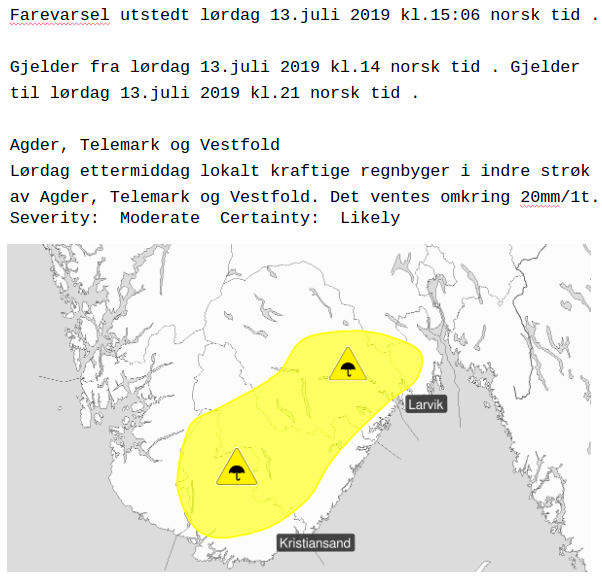 Farevarsel utstedt lørdag 13.juli 2019 kl.15:06 norsk tid .
Gjelder fra lørdag 13.juli 2019 kl.14 norsk tid . Gjelder
til lørdag 13.juli 2019 kl.21 norsk tid .
Agder, Telemark og Vestfold
Lørdag ettermiddag lokalt kraftige regnbyger i indre strøk
av Agder, Telemark og Vestfold. Det ventes omkring 20mm/1t.
Severity: Moderate Certainty: Likely
Larvik
Kristiansand